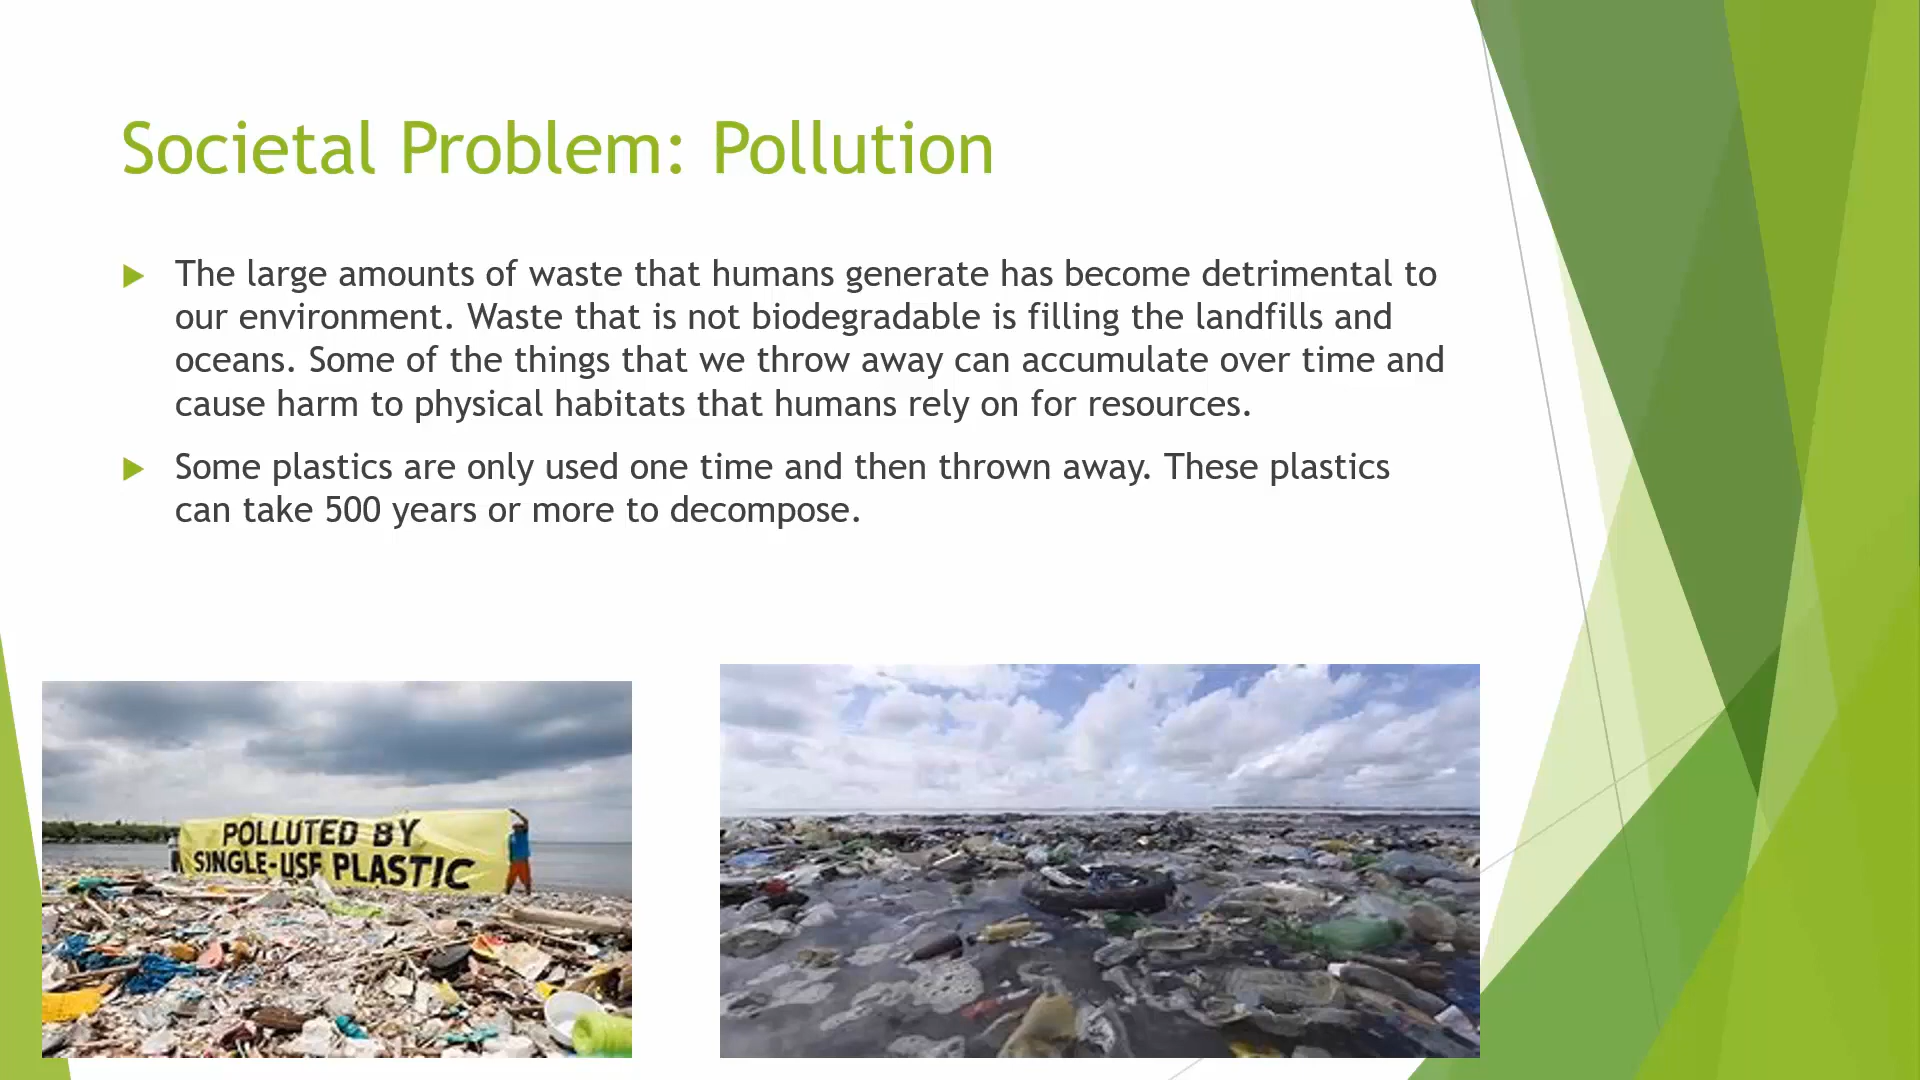 Societal Problem: Pollution
The large amounts of waste that humans generate has become detrimental to
our environment. Waste that is not biodegradable is filling the landfills and
oceans. Some of the things that we throw away can accumulate over time and
cause harm to physical habitats that humans rely on for resources.
Some plastics are only used one time and then thrown away. These plastics
can take 500 years or more to decompose.
POLLUTED BY
SINGLE-USE PLASTIC